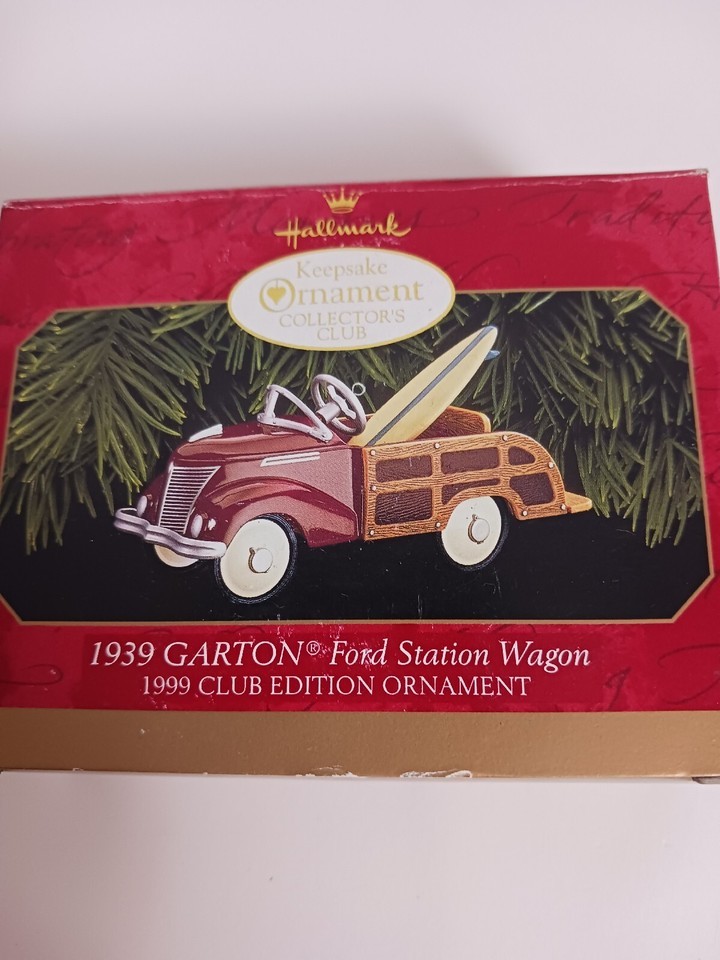 Hallmark
Keepsake
Ornament
COLLECTOR'S
CLUB
1939 GARTON® Ford Station Wagon
1999 CLUB EDITION ORNAMENT